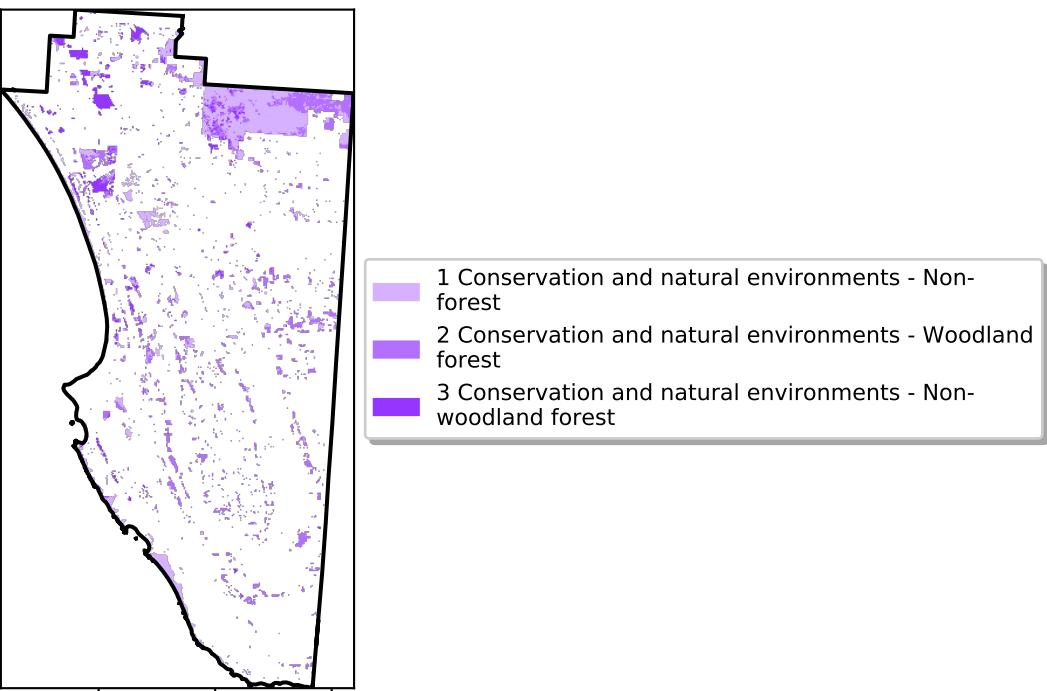 1 Conservation and natural environments - Non-
forest
2 Conservation and natural environments - Woodland
forest
3 Conservation and natural environments - Non-
woodland forest